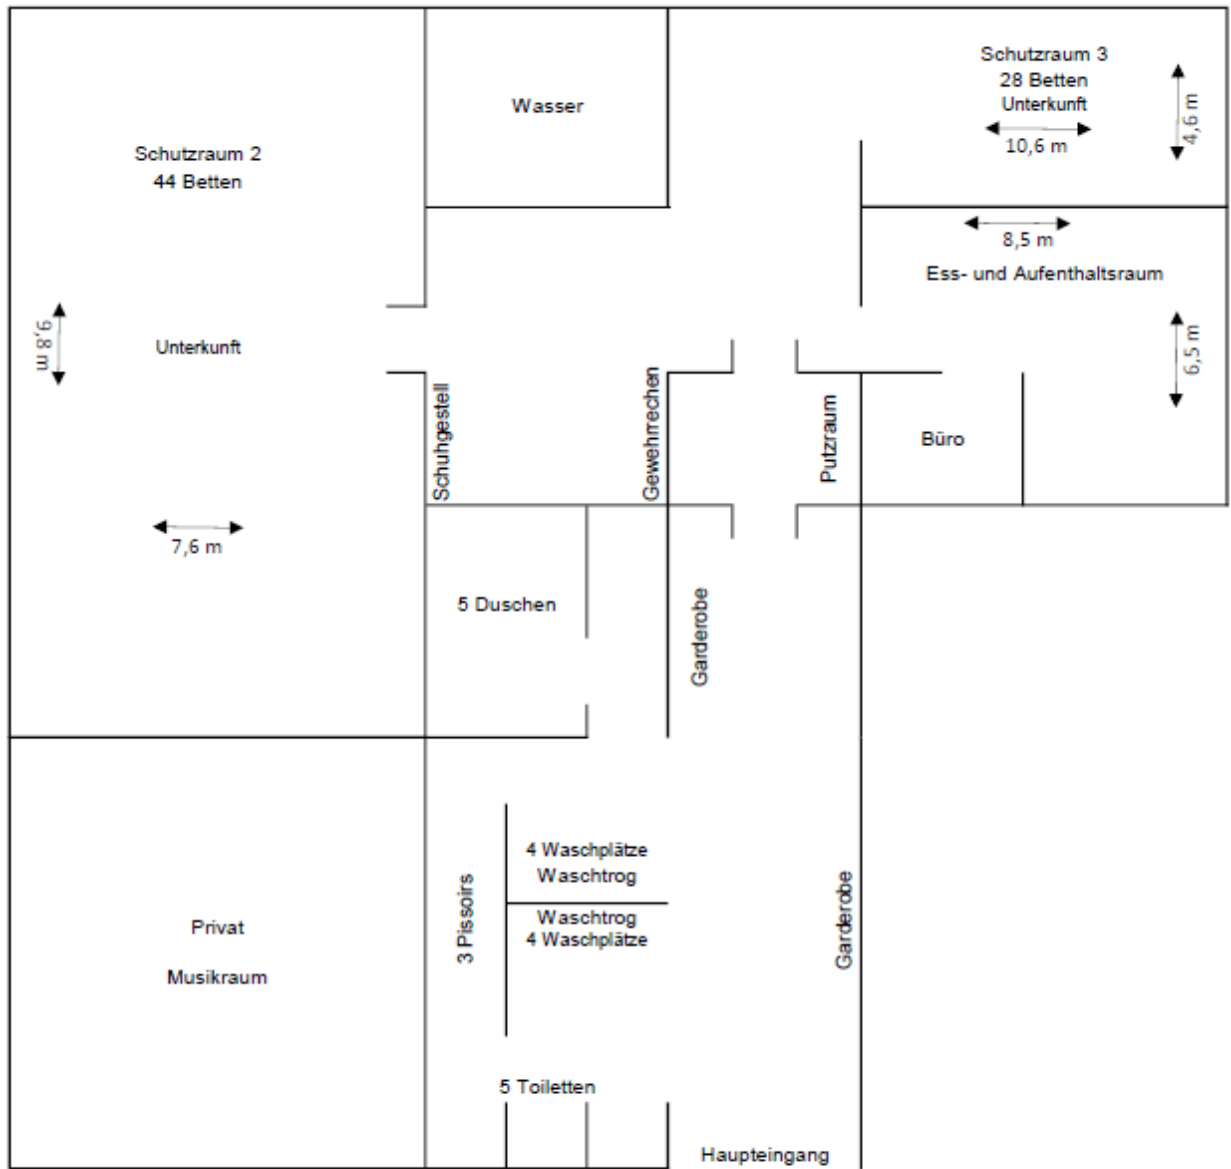 Schutzraum 3
28 Betten
Unterkunft
10,6 m
4,6 m
Wasser
Schutzraum 2
44 Betten
8,5 m
Ess- und Aufenthaltsraum
9,8 m
Unterkunft
6,5 m
Schuhgestell
Gewehrrechen
Putzraum
Büro
7,6 m
5 Duschen
Garderobe
4 Waschplätze
Waschtrog
3 Pissoirs
Waschtrog
4 Waschplätze
Garderobe
Privat
Musikraum
5 Toiletten
Haupteingang